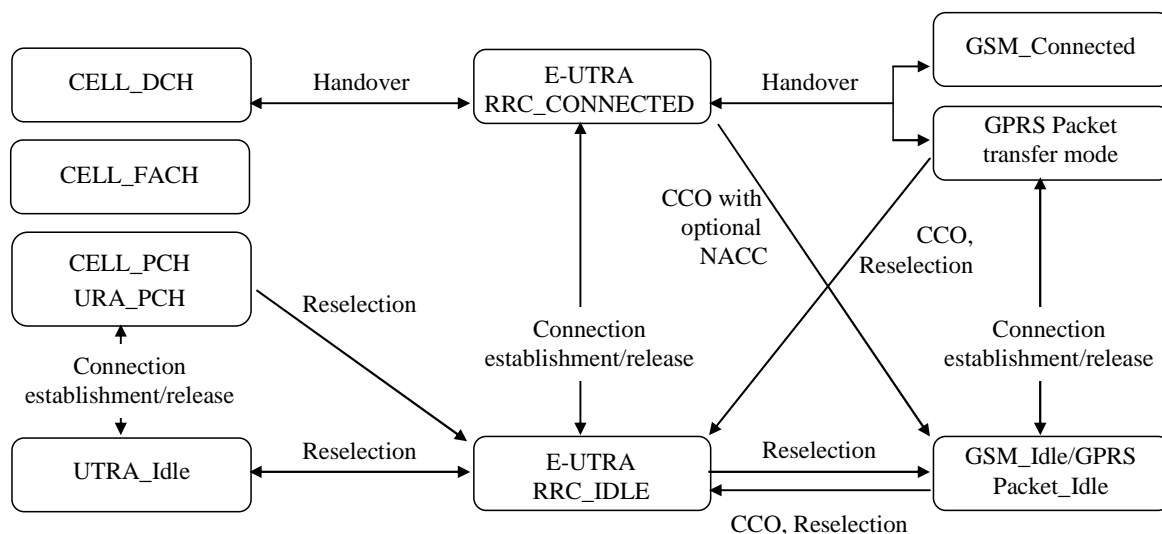 GSM_Connected
CELL_DCH
Handover
E-UTRA
RRC_CONNECTED
Handover
GPRS Packet
transfer mode
CELL_FACH
CCO with
optional
NACC
CCO,
Reselection
CELL_PCH
URA_PCH
Reselection
Connection
establishment/release
Connection
establishment/release
Connection
establishment/release
UTRA_Idle
Reselection
E-UTRA
RRC_IDLE
Reselection
GSM_Idle/GPRS
Packet_Idle
CCO, Reselection